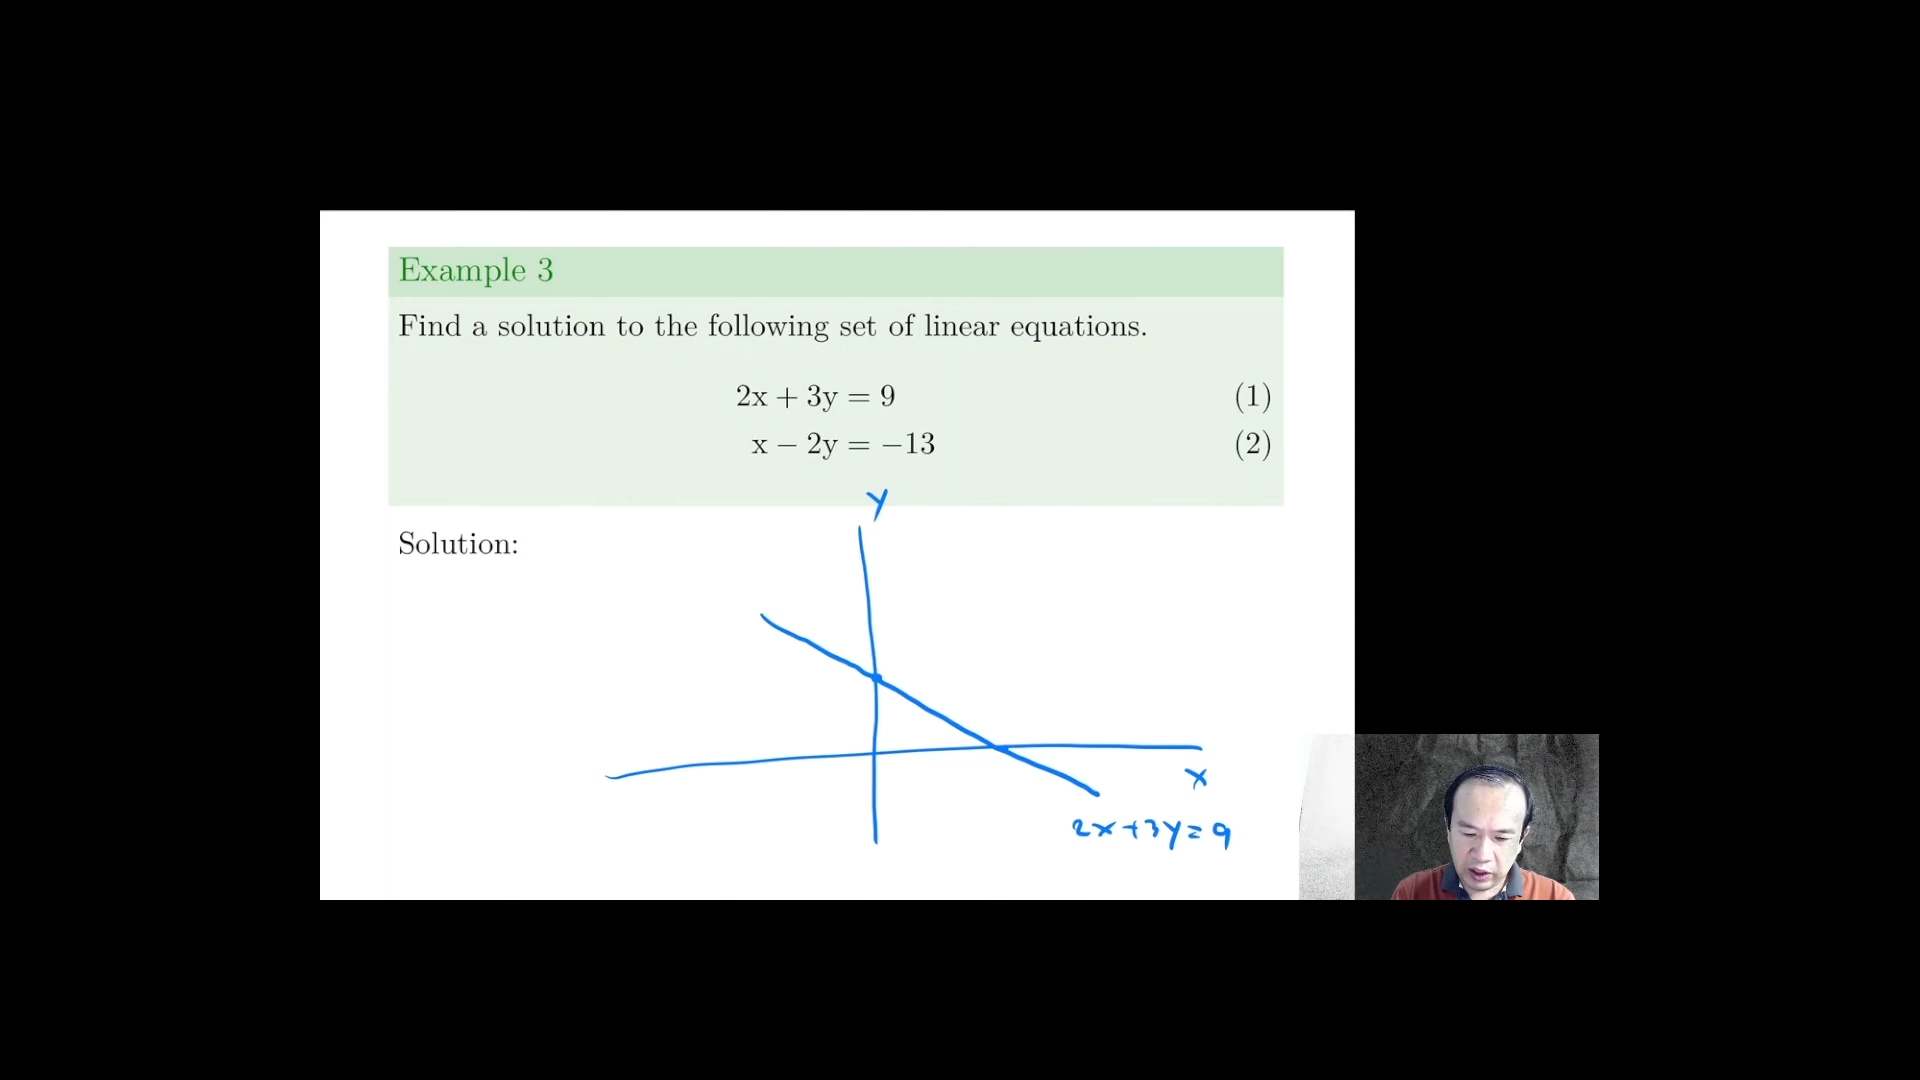 Example 3
Find a solution to the following set of linear equations.
2x + 3y = 9 (1)
x − 2y = −13 (2)
y
Solution:
x
2x+3y=9